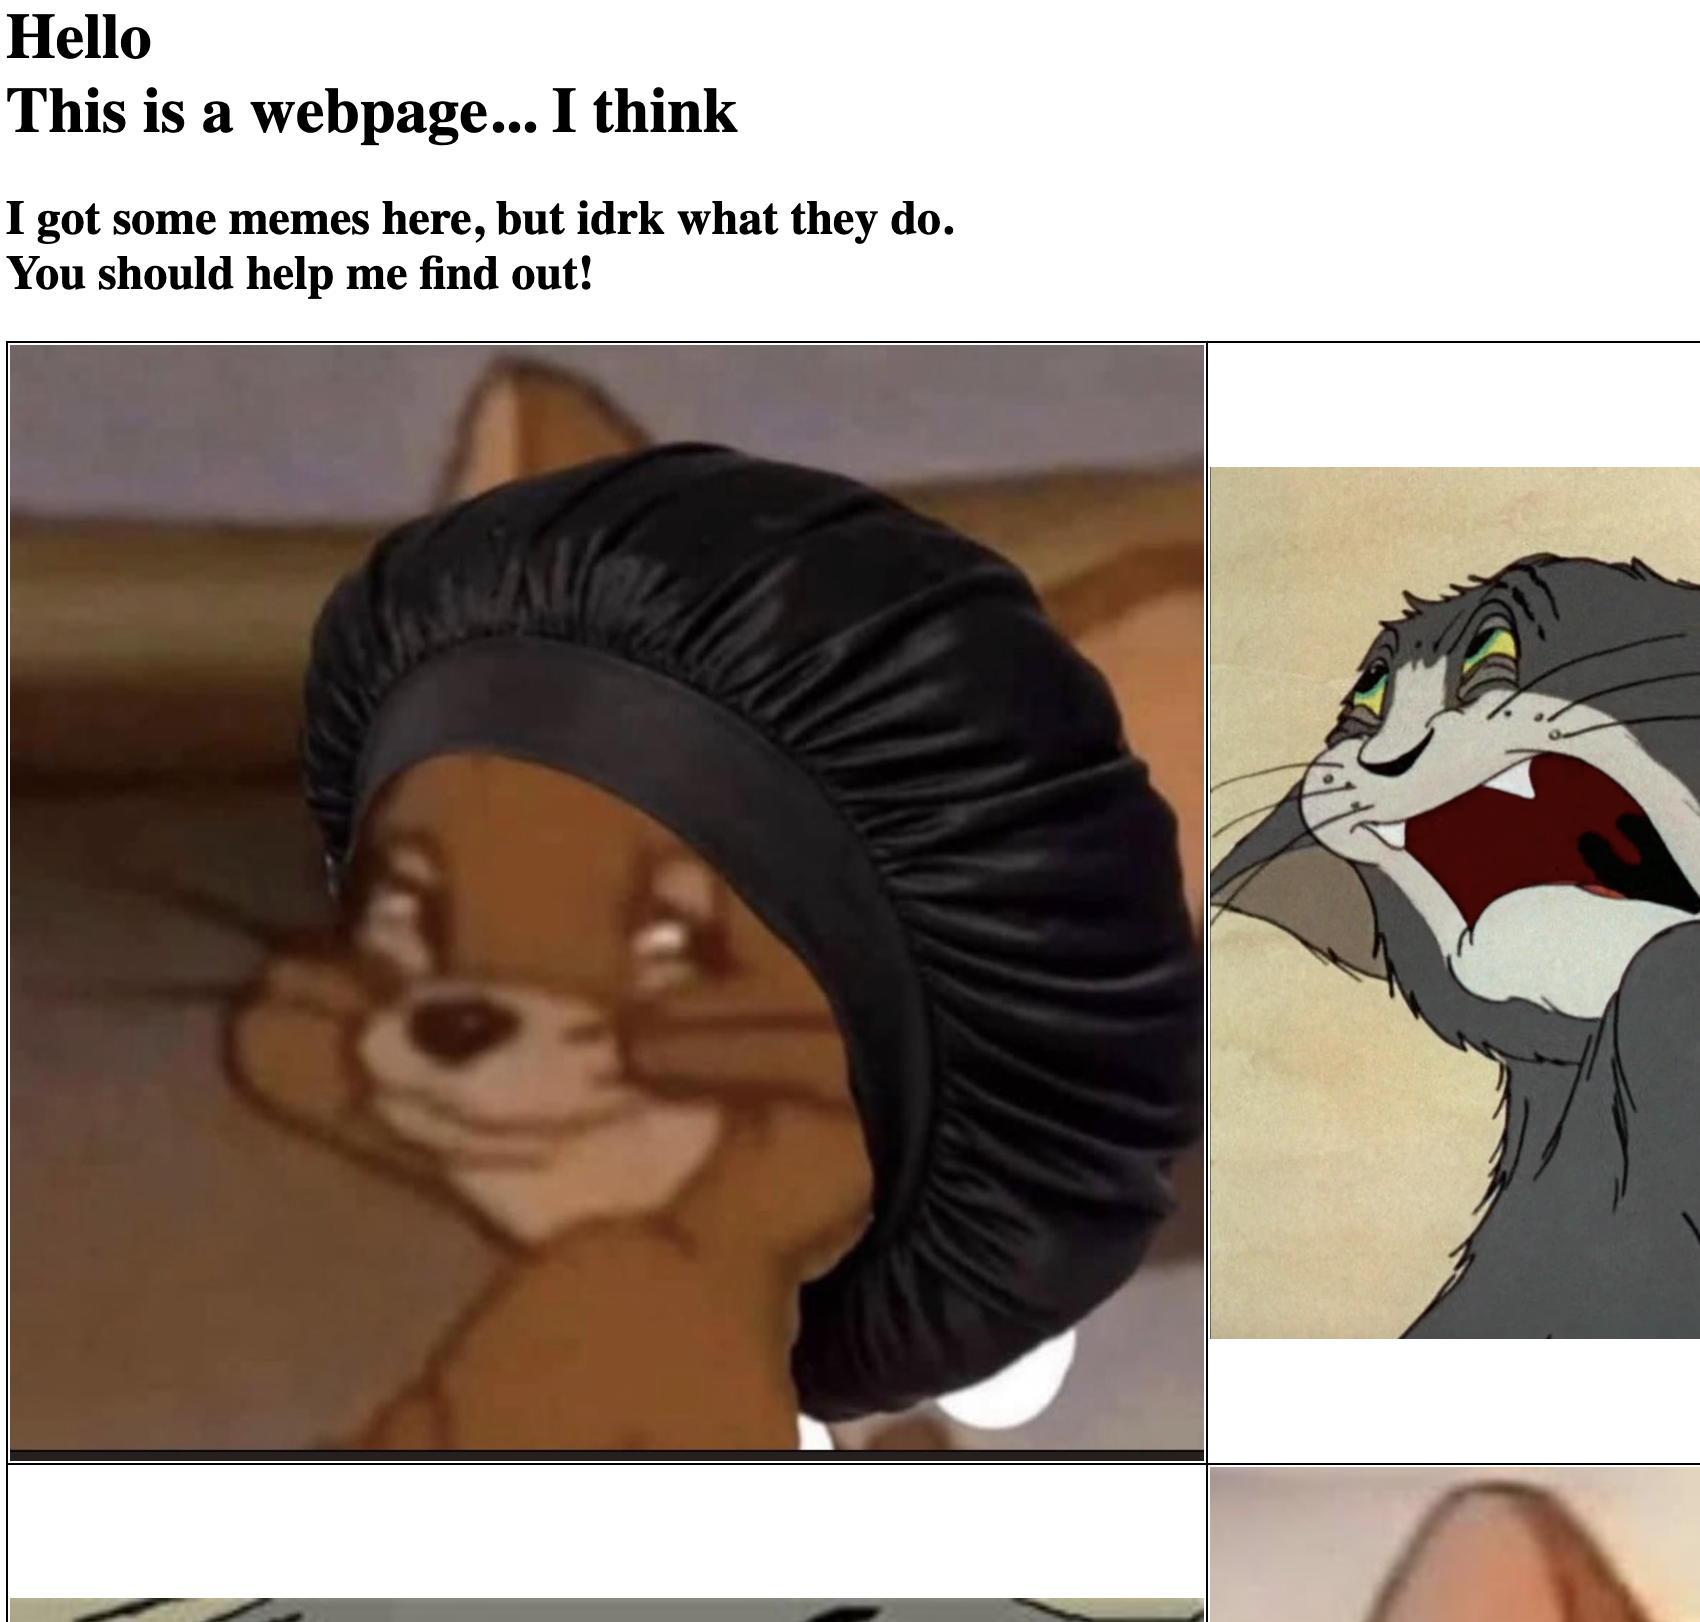 Hello
This is a webpage... I think
I got some memes here, but idrk what they do.
You should help me find out!